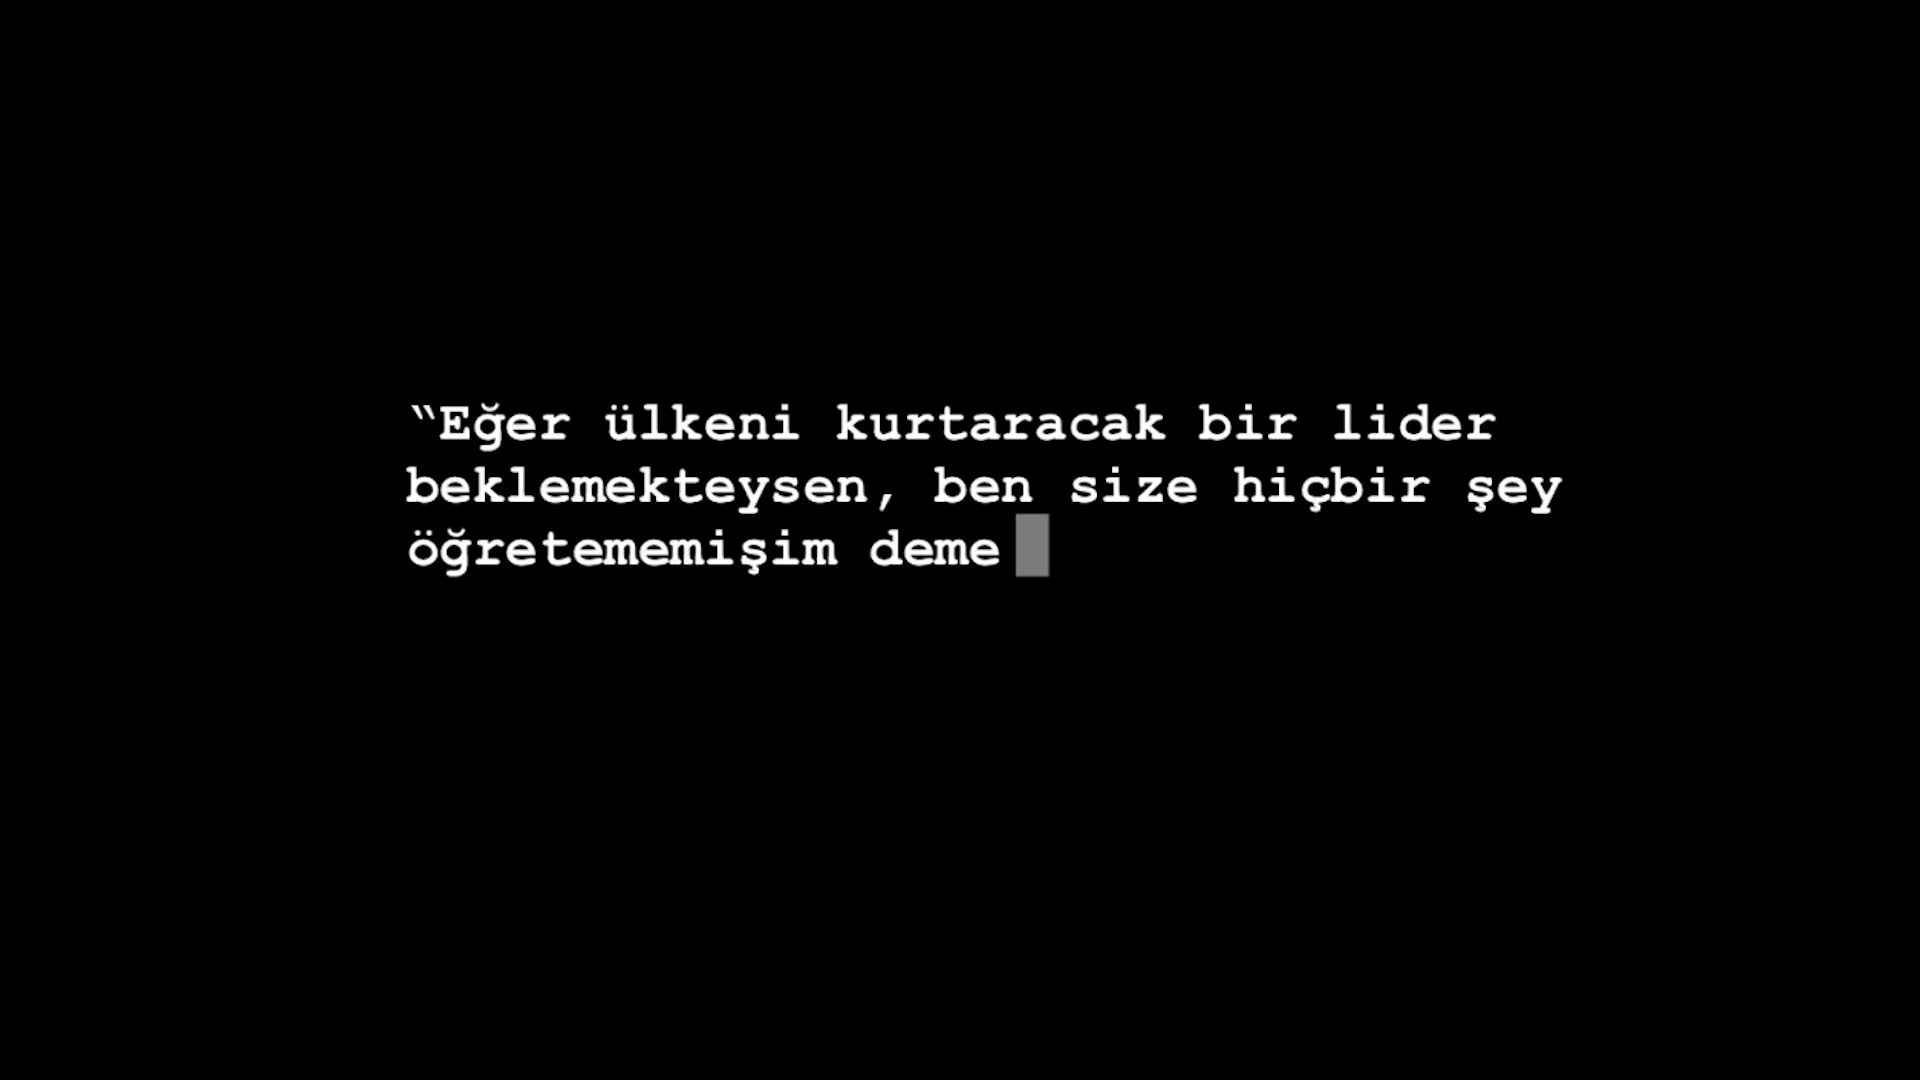 “Eğer ülkeni kurtaracak bir lider
beklemekteysen, ben size hiçbir şey
öğretememişim deme